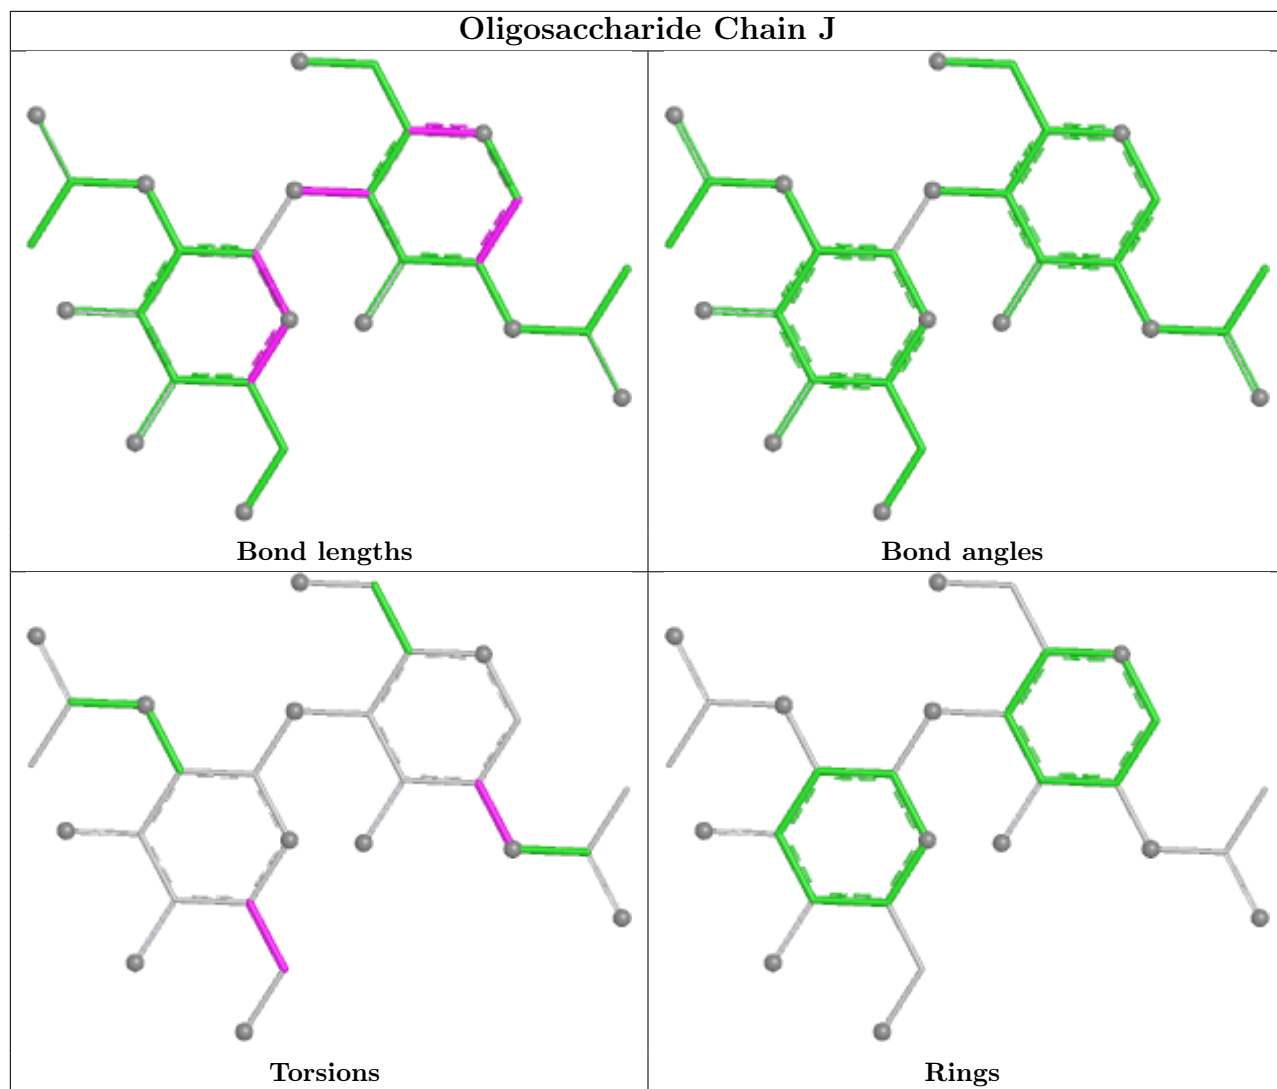 Oligosaccharide Chain J
Bond lengths
Bond angles
Torsions
Rings